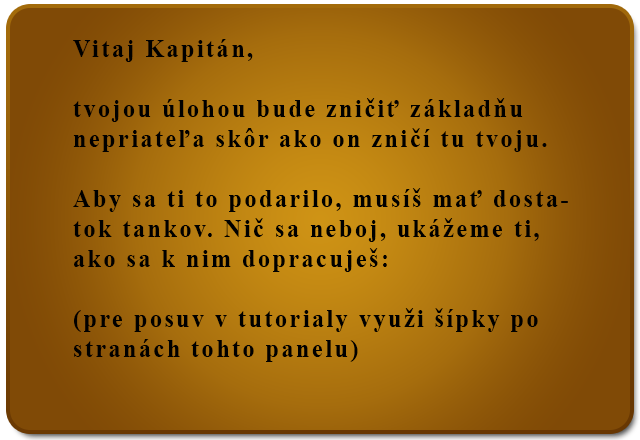 Vitaj Kapitán,
tvojou úlohou bude zničiť základňu
nepriateľa skôr ako on zničí tu tvoju.
Aby sa ti to podarilo, musíš mať dosta-
tok tankov. Nič sa neboj, ukážeme ti,
ako sa k nim dopracuješ:
(pre posuv v tutorialy využi šípky po
stranách tohto panelu)